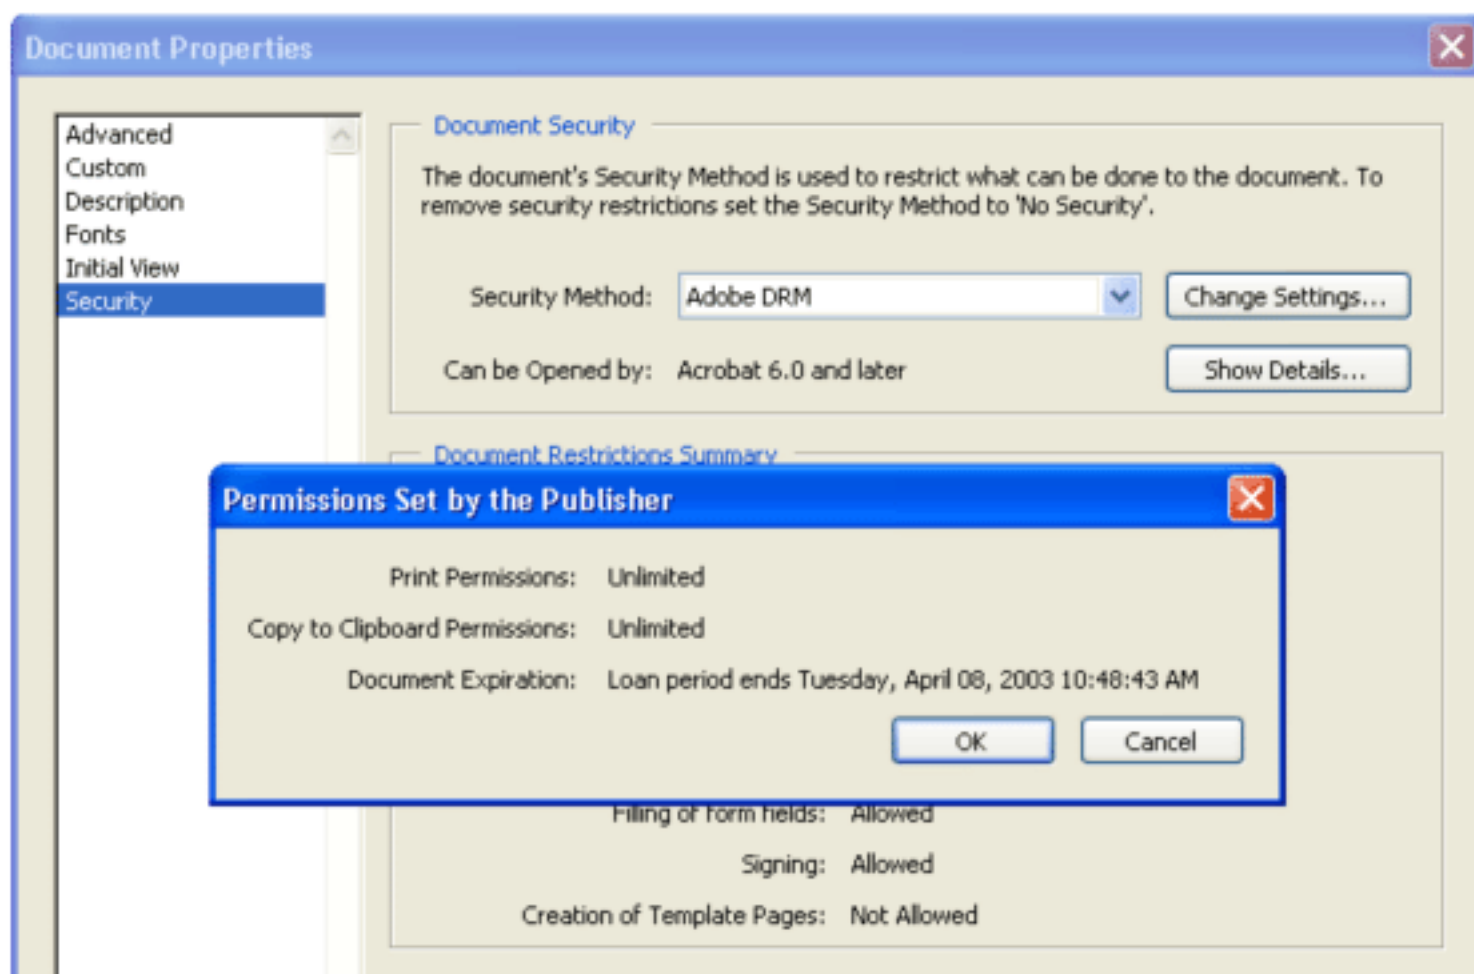 Document Properties
Advanced
Custom
Description
Fonts
Initial View
Security
Document Security
The document's Security Method is used to restrict what can be done to the document. To
remove security restrictions set the Security Method to 'No Security'.
Security Method: Adobe DRM Change Settings...
Can be Opened by: Acrobat 6.0 and later Show Details...
Document Restrictions Summary
Permissions Set by the Publisher
Print Permissions: Unlimited
Copy to Clipboard Permissions: Unlimited
Document Expiration: Loan period ends Tuesday, April 08, 2003 10:48:43 AM
OK Cancel
Filling of form fields: Allowed
Signing: Allowed
Creation of Template Pages: Not Allowed